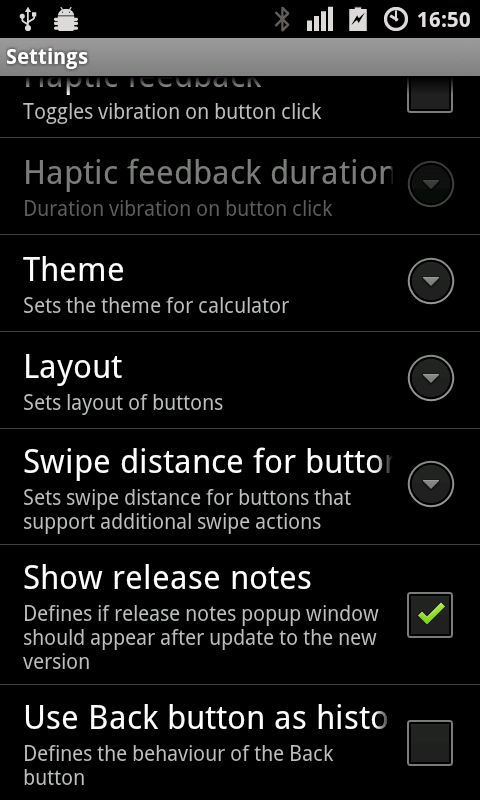 16:50
Settings
Haptic feedback
Toggles vibration on button click
Haptic feedback duration
Duration vibration on button click
Theme
Sets the theme for calculator
Layout
Sets layout of buttons
Swipe distance for button
Sets swipe distance for buttons that
support additional swipe actions
Show release notes
Defines if release notes popup window
should appear after update to the new
version
Use Back button as histo
Defines the behaviour of the Back
button